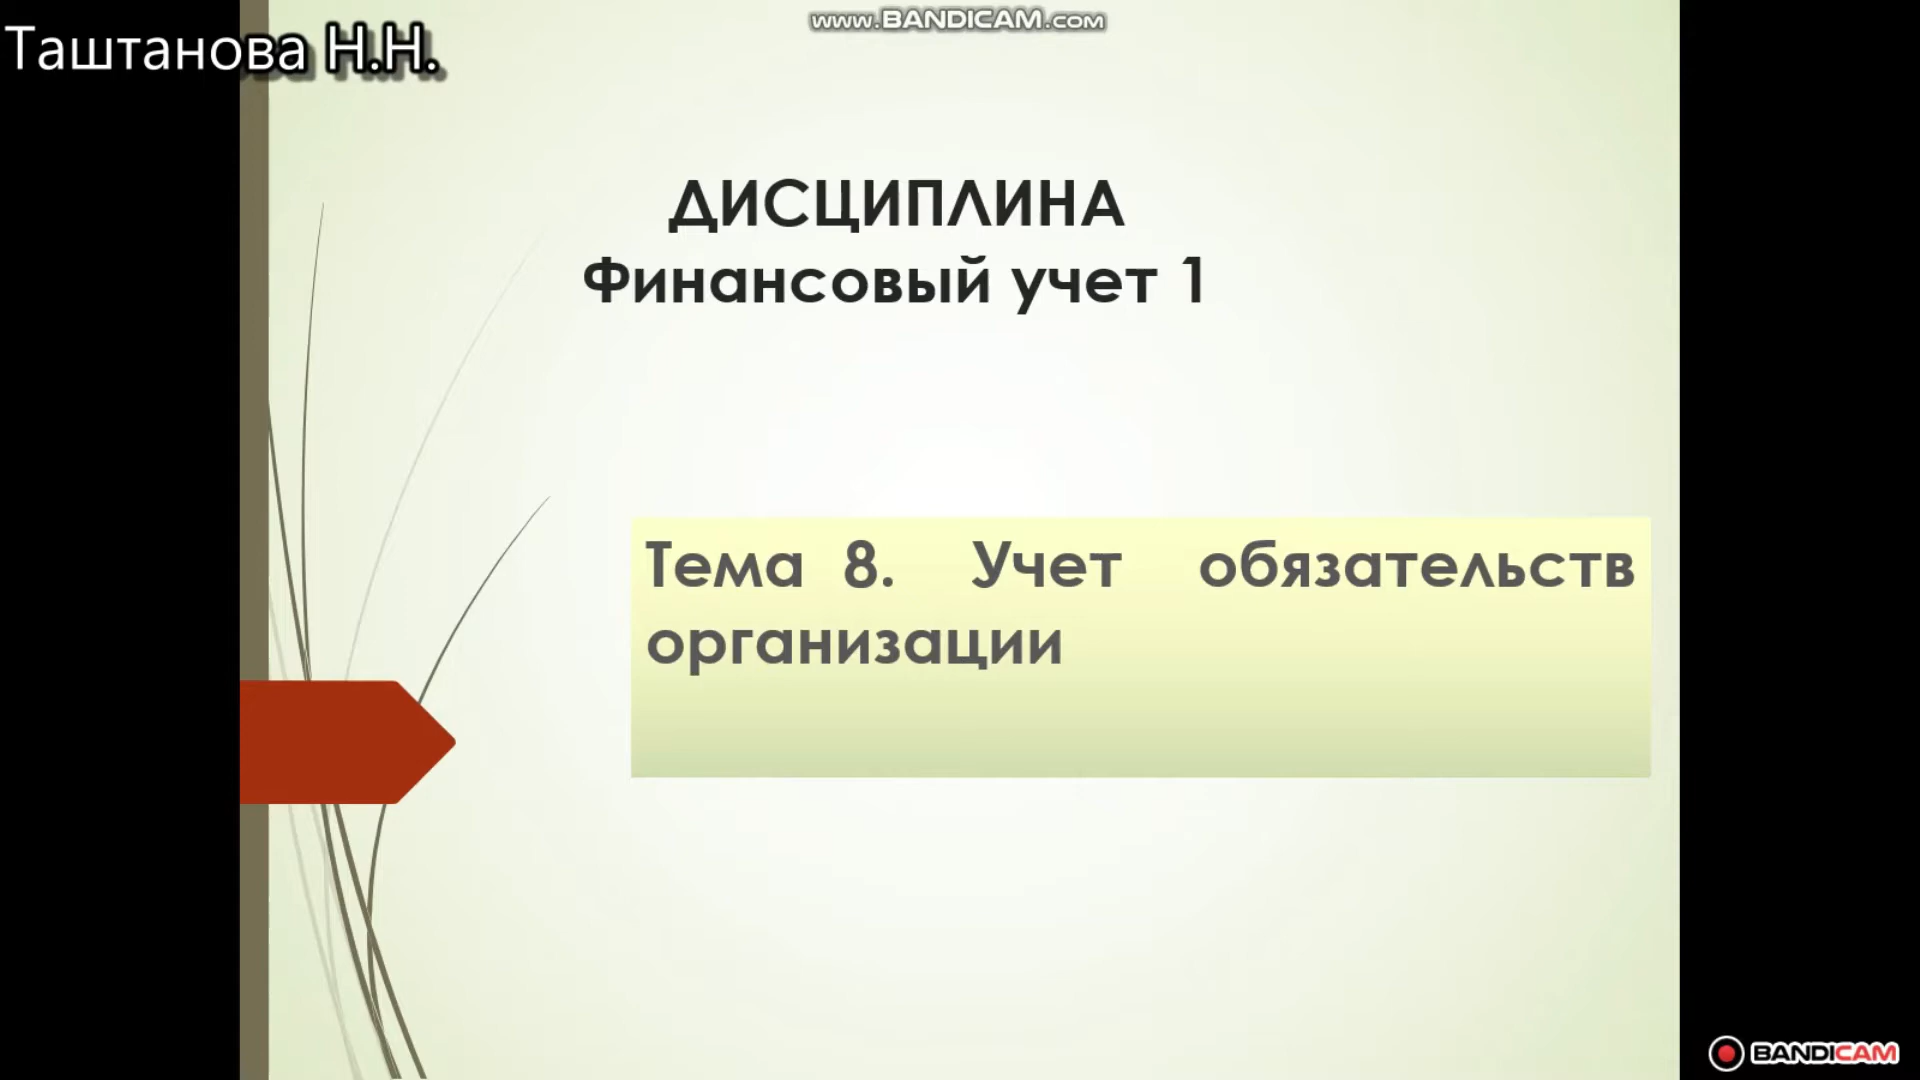 www.BANDICAM.com
Таштанова Н.Н.
ДИСЦИПЛИНА
Финансовый учет 1
Тема 8. Учет обязательств
организации
BANDICAM